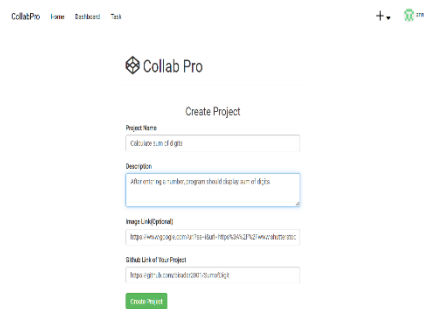 CollabPro Home Dashboard Task
Collab Pro
Create Project
Project Name
Calculate sum of digits
Description
After entering a number, program should display sum of digits
Image Link(Optional)
Github Link of Your Project
Create Project